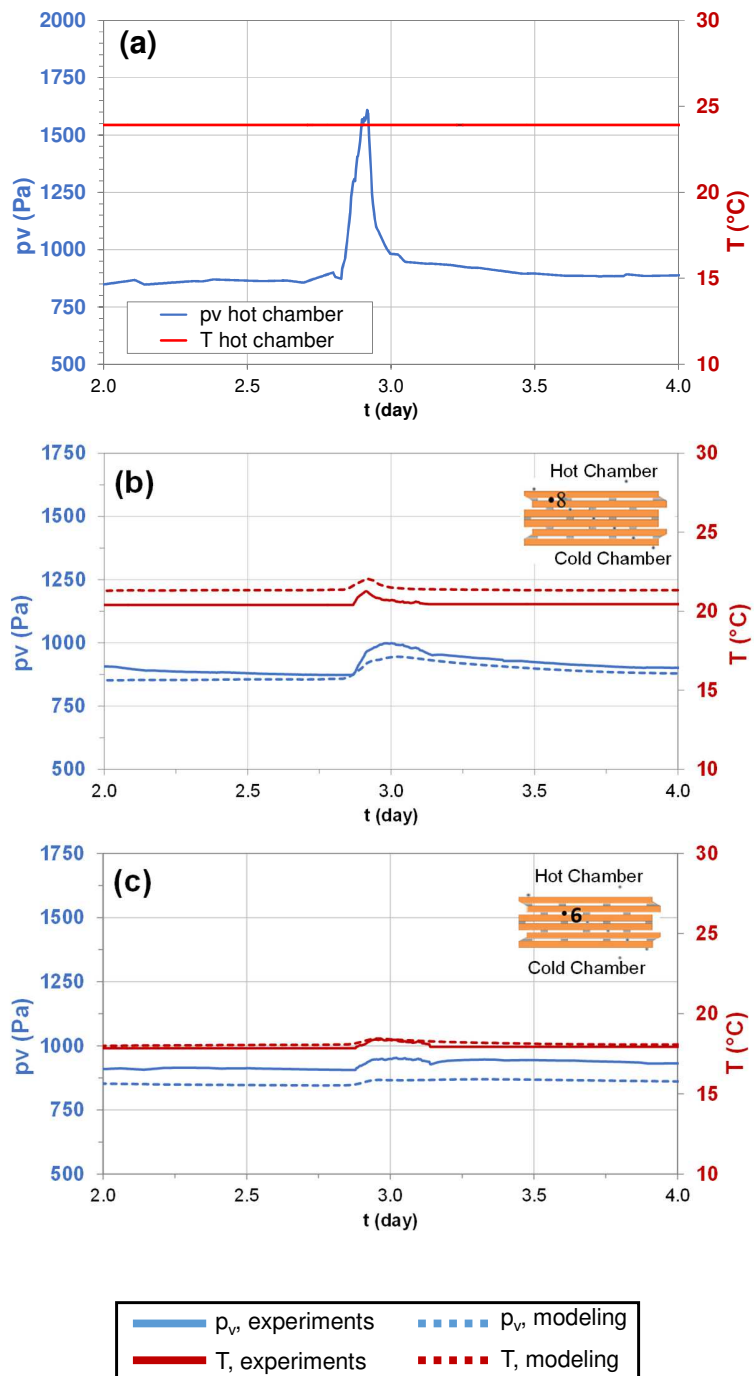 (a)
2000
1750
1500
1250
1000
750
500
pv (Pa)
30
25
20
15
10
T (°C)
pv hot chamber
T hot chamber
2.0 2.5 3.0 3.5 4.0
t (day)
(b)
1750
1500
1250
1000
750
500
pv (Pa)
30
25
20
15
10
T (°C)
Hot Chamber
8
Cold Chamber
2.0 2.5 3.0 3.5 4.0
t (day)
(c)
1750
1500
1250
1000
750
500
pv (Pa)
30
25
20
15
10
T (°C)
Hot Chamber
6
Cold Chamber
2.0 2.5 3.0 3.5 4.0
t (day)
pv, experiments pv, modeling
T, experiments T, modeling